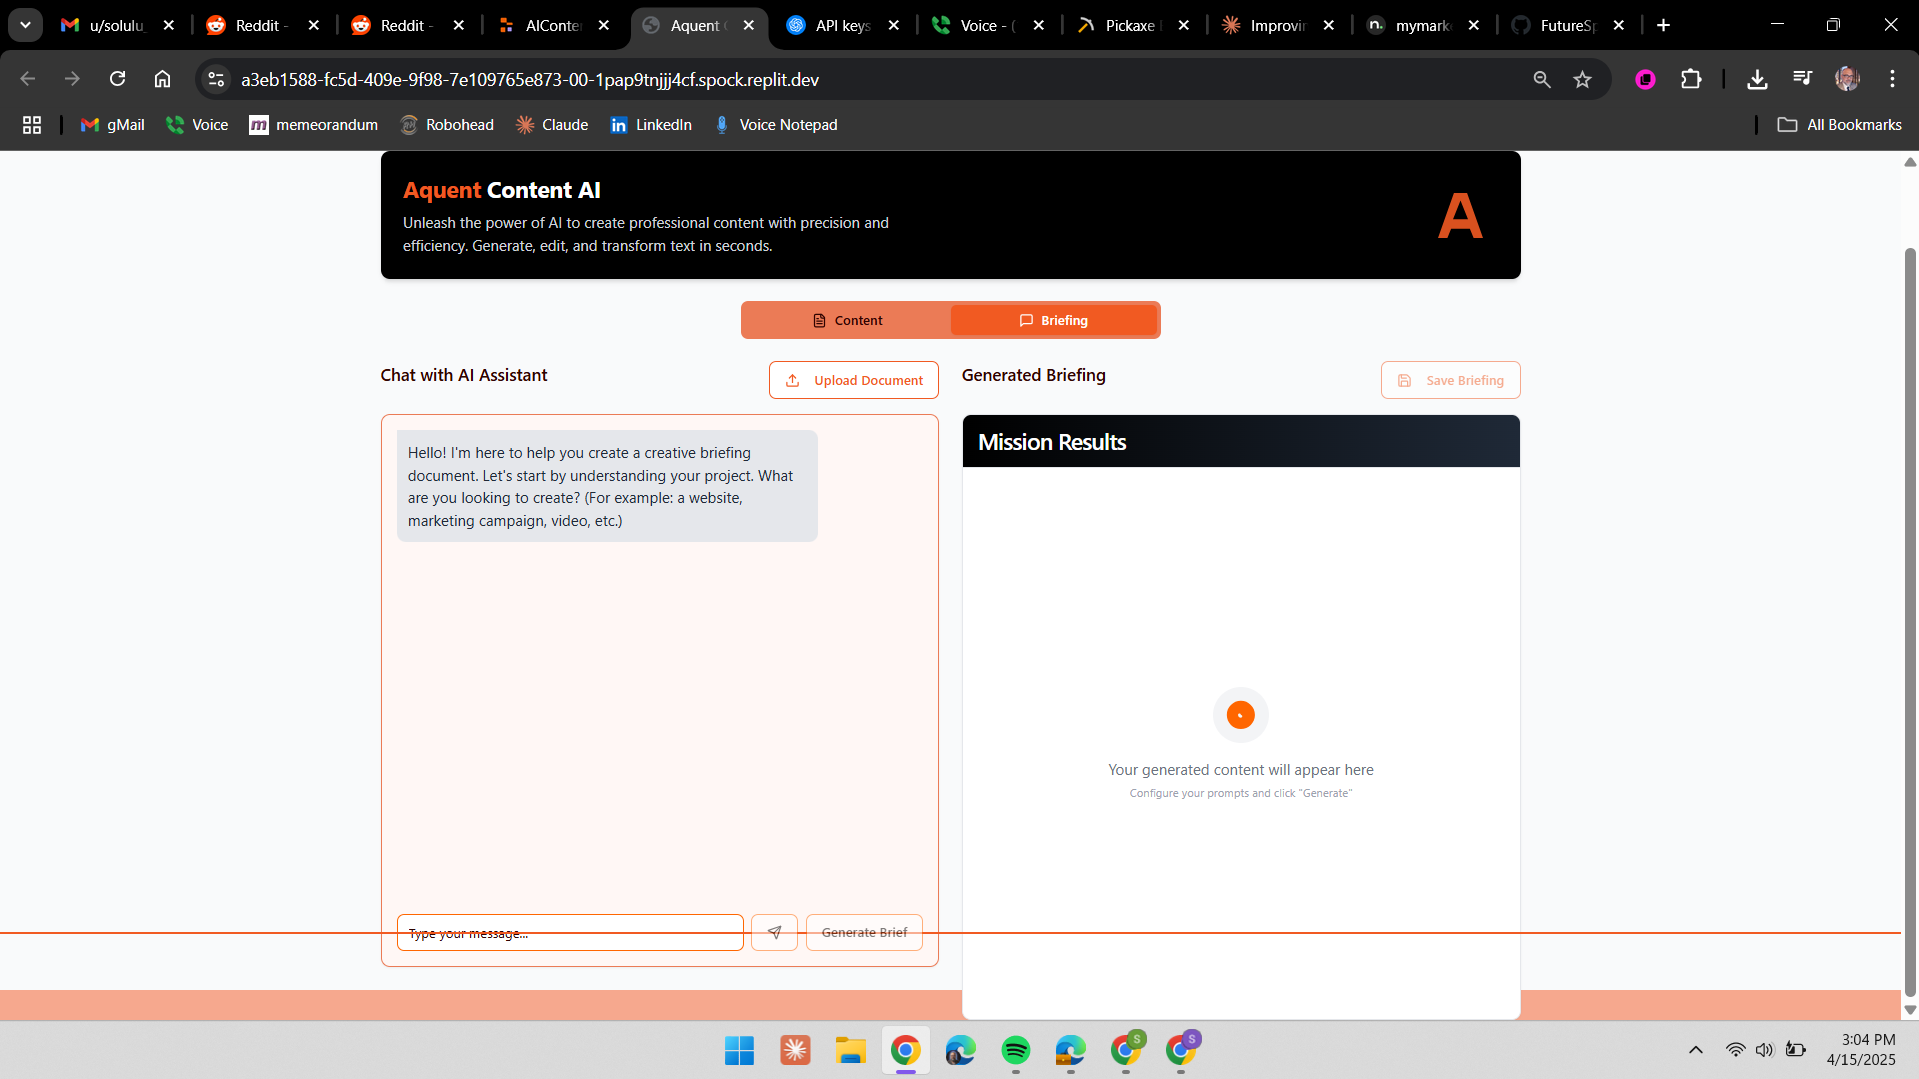 u/solulu
Reddit -
Reddit -
AIConte
Aquent
API keys
Voice - (
Pickaxe
Improvi
n.
mymark
FutureS
a3eb1588-fc5d-409e-9f98-7e109765e873-00-1pap9tnjjj4cf.spock.replit.dev
gMail
Voice
m
memeorandum
Robohead
Claude
in
LinkedIn
Voice Notepad
All Bookmarks
Aquent Content AI
Unleash the power of AI to create professional content with precision and
efficiency. Generate, edit, and transform text in seconds.
A
Content
Briefing
Chat with AI Assistant
Upload Document
Generated Briefing
Save Briefing
Hello! I'm here to help you create a creative briefing
document. Let's start by understanding your project. What
are you looking to create? (For example: a website,
marketing campaign, video, etc.)
Mission Results
Your generated content will appear here
Configure your prompts and click "Generate"
Type your message...
Generate Brief
S
S
3:04 PM
4/15/2025